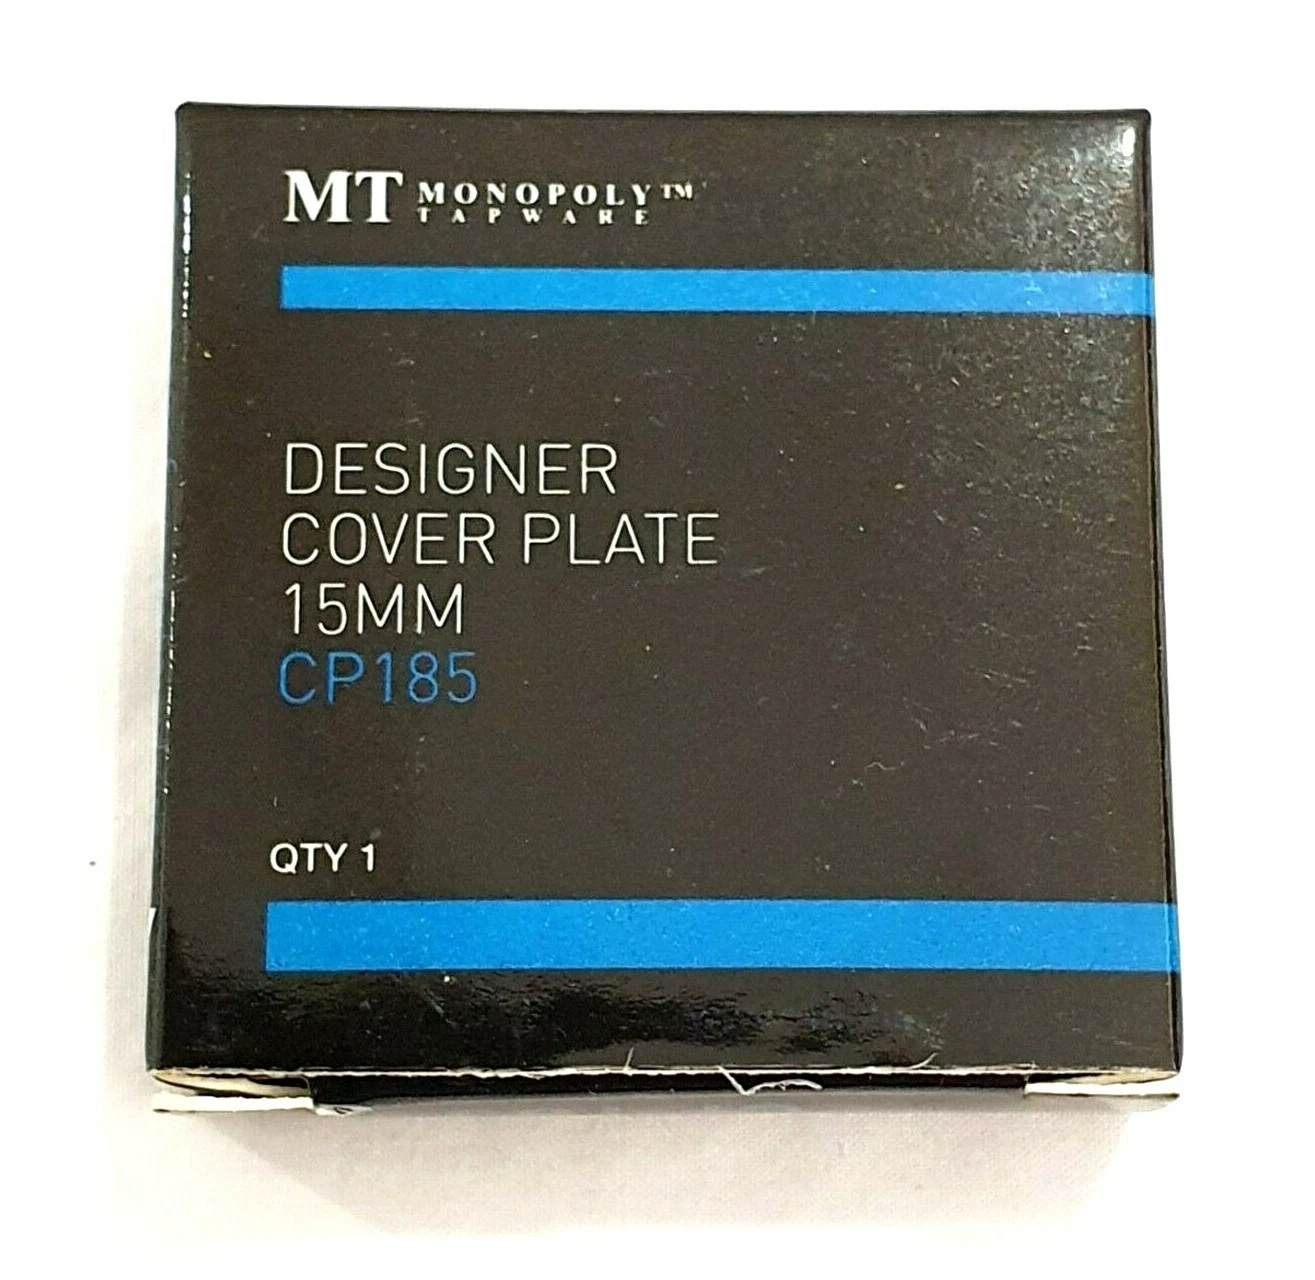 MT MONOPOLY™
TAPWARE
DESIGNER
COVER PLATE
15MM
CP185
QTY 1